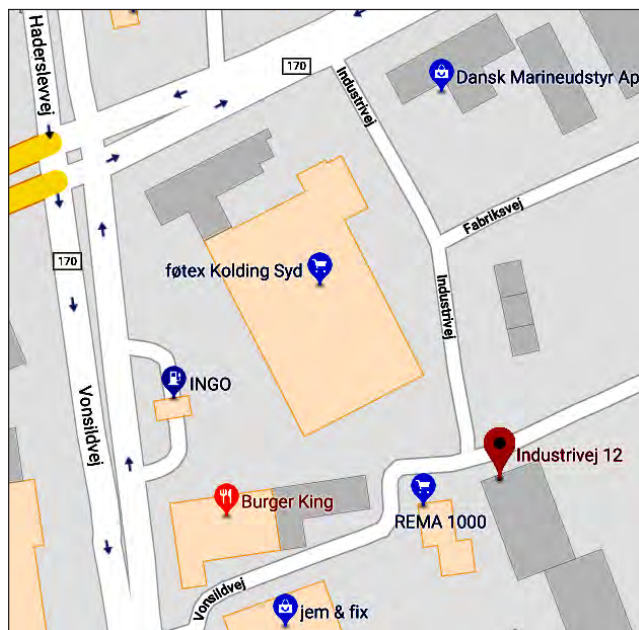 Haderslevvej
170
Industrivej
Dansk Marineudstyr Ap
Fabriksvej
føtex Kolding Syd
170
Industrivej
Vonsildvej
INGO
Industrivej 12
Burger King
REMA 1000
Vonsildvej
jem & fix